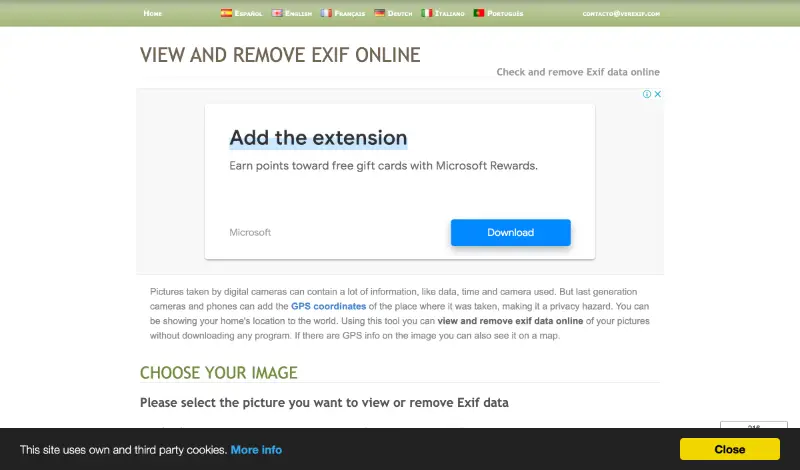 Home Español English Français Deutch Italiano Português contacto@verexif.com
VIEW AND REMOVE EXIF ONLINE
Check and remove Exif data online
Add the extension
Earn points toward free gift cards with Microsoft Rewards.
Microsoft Download
Pictures taken by digital cameras can contain a lot of information, like data, time and camera used. But last generation
cameras and phones can add the GPS coordinates of the place where it was taken, making it a privacy hazard. You can
be showing your home's location to the world. Using this tool you can view and remove exif data online of your pictures
without downloading any program. If there are GPS info on the image you can also see it on a map.
CHOOSE YOUR IMAGE
Please select the picture you want to view or remove Exif data
This site uses own and third party cookies. More info Close